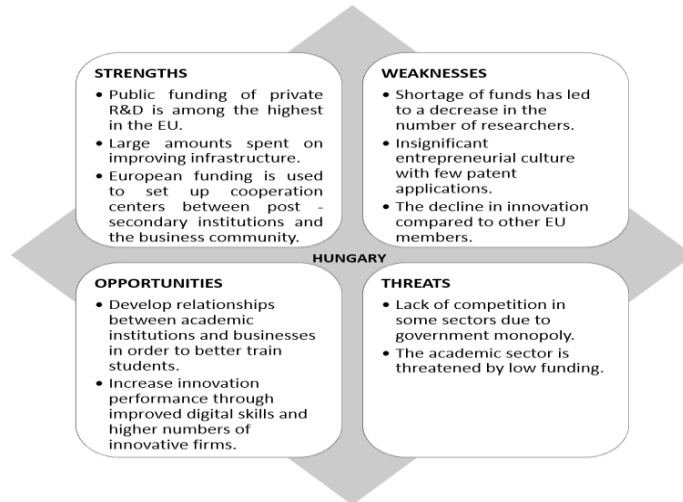 STRENGTHS
• Public funding of private
R&D is among the highest
in the EU.
• Large amounts spent on
improving infrastructure.
• European funding is used
to set up cooperation
centers between post -
secondary institutions and
the business community.
WEAKNESSES
• Shortage of funds has led
to a decrease in the
number of researchers.
• Insignificant
entrepreneurial culture
with few patent
applications.
• The decline in innovation
compared to other EU
members.
HUNGARY
OPPORTUNITIES
• Develop relationships
between academic
institutions and businesses
in order to better train
students.
• Increase innovation
performance through
improved digital skills and
higher numbers of
innovative firms.
THREATS
• Lack of competition in
some sectors due to
government monopoly.
• The academic sector is
threatened by low funding.